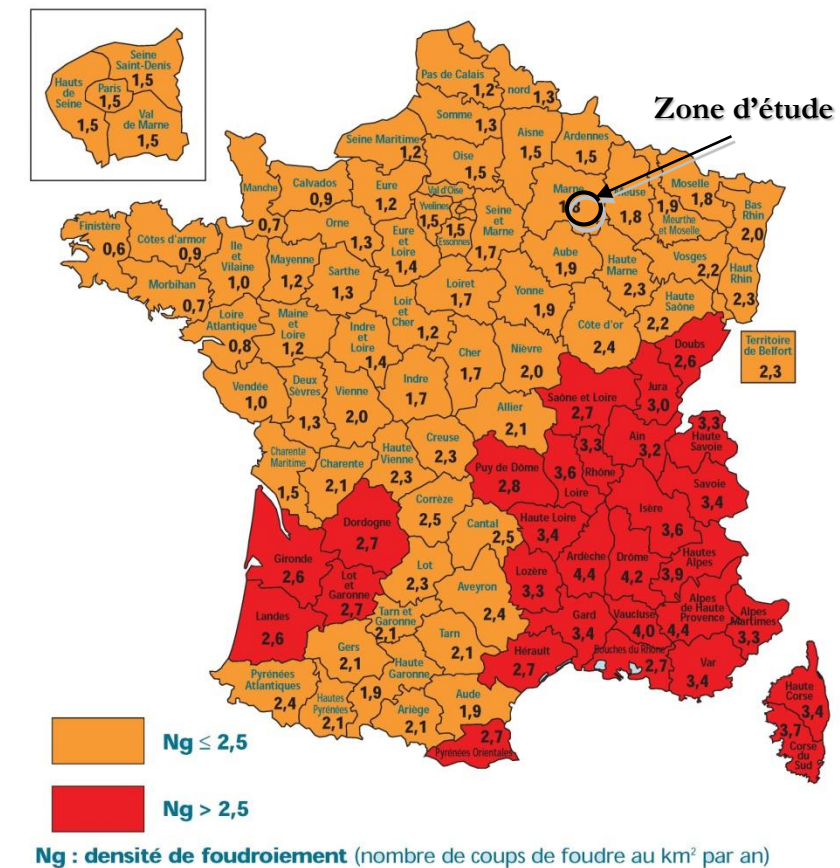 Seine
Saint-Denis
1,5
Hauts
de
Seine
1,5
Paris
1,5
Val
de Marne
1,5
Pas de Calais
1,2
nord
1,3
Zone d'étude
Somme
1,3
Seine Maritime
1,2
Aisne
1,5
Ardennes
1,5
Oise
1,5
Manche
0,7
Calvados
0,9
Eure
1,2
Val d'Oise
Yvelines
1,5
1,5
Essonnes
Seine
et
Marne
1,7
Marne
Meuse
1,8
Moselle
1,8
1,9
Meurthe
et Moselle
Bas
Rhin
2,0
Finistère
0,6
Côtes d'armor
0,9
Ille
et
Vilaine
1,0
Orne
1,3
Mayenne
1,2
Eure
et
Loire
1,4
Aube
1,9
Haute
Marne
2,3
Vosges
2,2
Haut
Rhin
2,3
Morbihan
0,7
Sarthe
1,3
Loir
et
Cher
1,2
Loiret
1,7
Yonne
1,9
Haute
Saône
2,2
Loire
Atlantique
0,8
Maine
et
Loire
1,2
Indre
et
Loire
1,4
Cher
1,7
Nièvre
2,0
Côte d'or
2,4
Doubs
2,6
Territoire
de Belfort
2,3
Vendée
1,0
Deux
Sèvres
1,3
Vienne
2,0
Indre
1,7
Allier
2,1
Saône et Loire
2,7
Jura
3,0
Charente
Maritime
1,5
Charente
2,1
Haute
Vienne
2,3
Creuse
2,3
Puy de Dôme
2,8
3,3
Rhône
3,6
Loire
Ain
3,2
3,3
Haute
Savoie
Savoie
3,4
Corrèze
2,5
Dordogne
2,7
Cantal
2,5
Haute Loire
3,4
Isère
3,6
Gironde
2,6
Lot
et
Garonne
2,7
Lot
2,3
Aveyron
2,4
Lozère
3,3
Ardèche
4,4
Drôme
4,2
Hautes
Alpes
3,9
Landes
2,6
Tarn et
Garonne
2,1
Tarn
2,1
Gard
3,4
Vaucluse
4,0
Alpes
de Haute
Provence
4,4
Alpes
Martimes
3,3
Gers
2,1
Haute
Garonne
1,9
Hérault
2,7
Bouches du Rhône
2,7
Var
3,4
Pyrénées
Atlantiques
2,4
Hautes
Pyrénées
2,1
Ariège
2,1
Aude
1,9
2,7
Pyrénées Orientales
Haute
Corse
3,4
3,7
Corse
du
Sud
Ng ≤ 2,5
Ng > 2,5
Ng : densité de foudroiement (nombre de coups de foudre au km² par an)